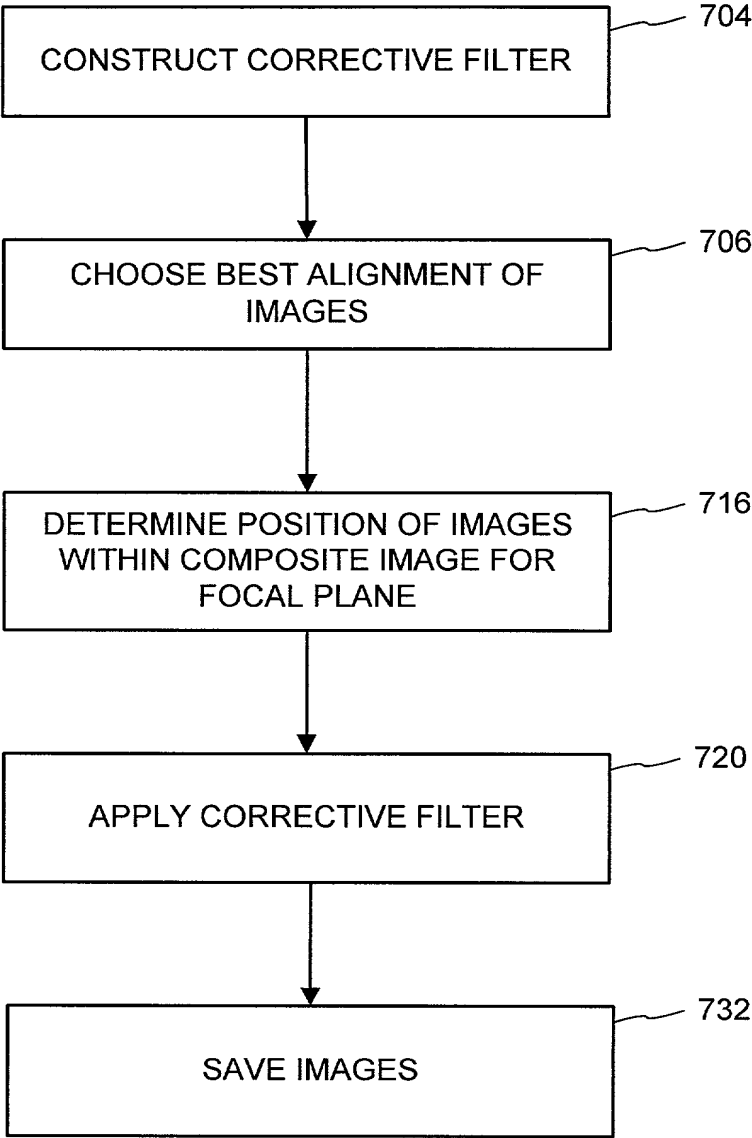 704
CONSTRUCT CORRECTIVE FILTER
706
CHOOSE BEST ALIGNMENT OF
IMAGES
716
DETERMINE POSITION OF IMAGES
WITHIN COMPOSITE IMAGE FOR
FOCAL PLANE
720
APPLY CORRECTIVE FILTER
732
SAVE IMAGES